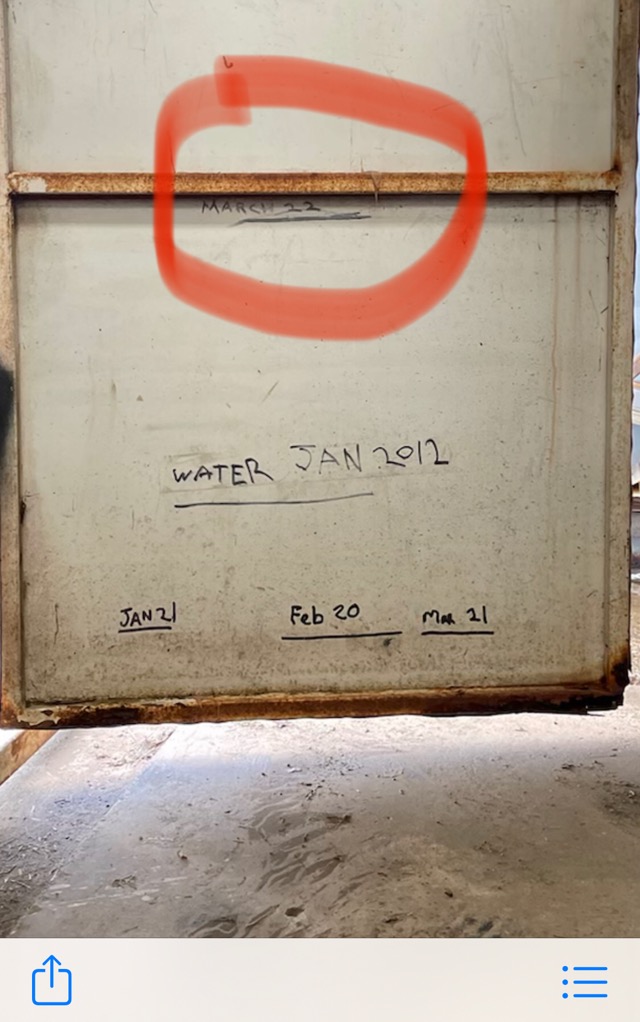 MARCH 22
WATER JAN 2012
JAN 21 Feb 20 Mar 21